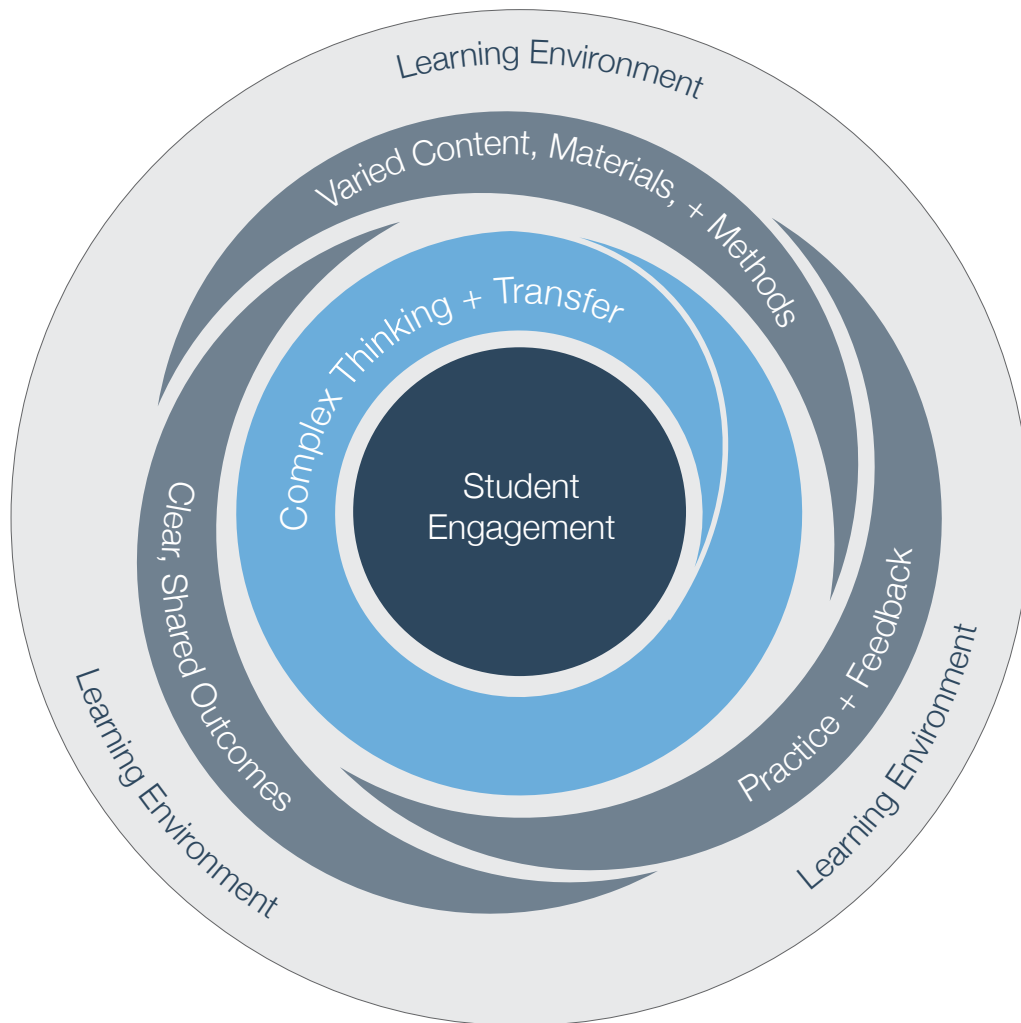 Learning Environment
Varied Content, Materials, + Methods
Complex Thinking + Transfer
Student
Engagement
Clear, Shared Outcomes
Practice + Feedback
Learning Environment
Learning Environment